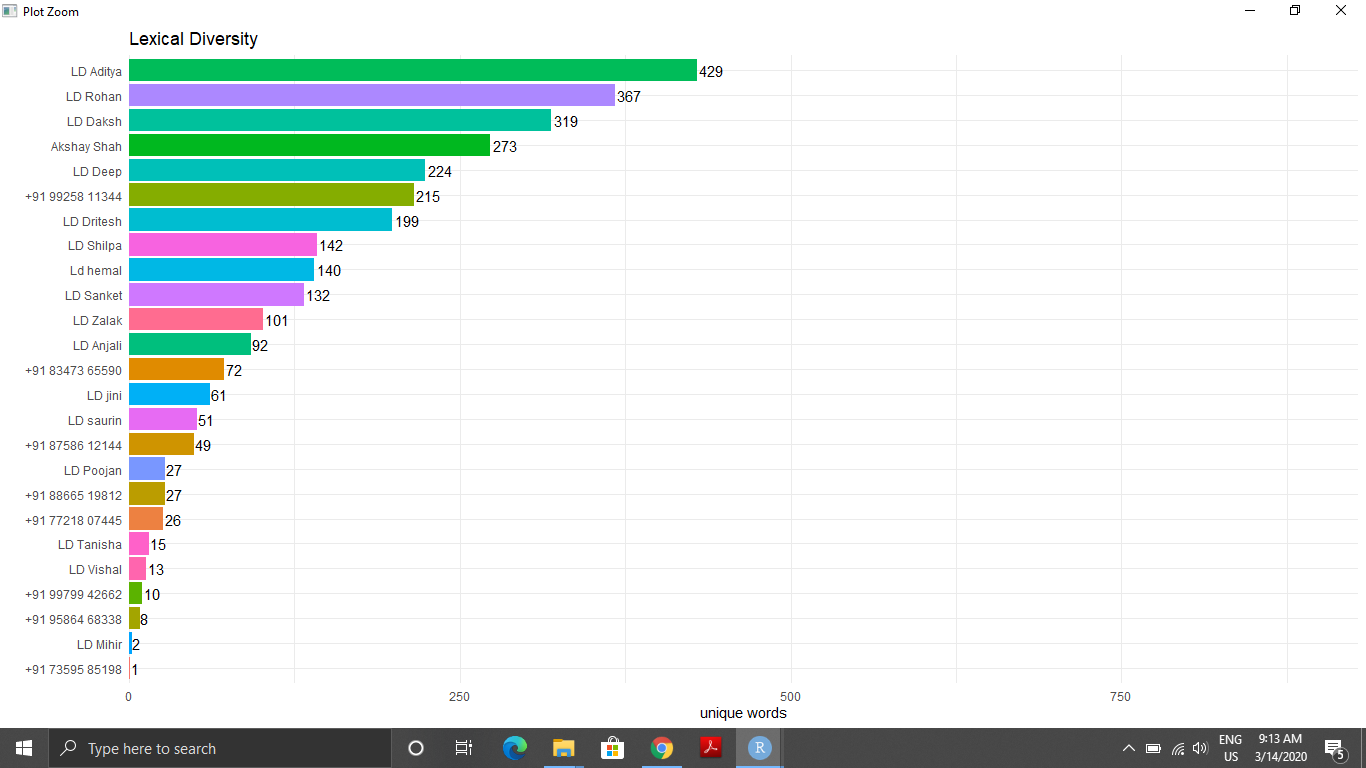 Plot Zoom
Lexical Diversity
LD Aditya 429
LD Rohan 367
LD Daksh 319
Akshay Shah 273
LD Deep 224
+91 99258 11344 215
LD Dritesh 199
LD Shilpa 142
Ld hemal 140
LD Sanket 132
LD Zalak 101
LD Anjali 92
+91 83473 65590 72
LD jini 61
LD saurin 51
+91 87586 12144 49
LD Poojan 27
+91 88665 19812 27
+91 77218 07445 26
LD Tanisha 15
LD Vishal 13
+91 99799 42662 10
+91 95864 68338 8
LD Mihir 2
+91 73595 85198 1
0 250 500 750
unique words
Type here to search
R
ENG
US
9:13 AM
3/14/2020
5